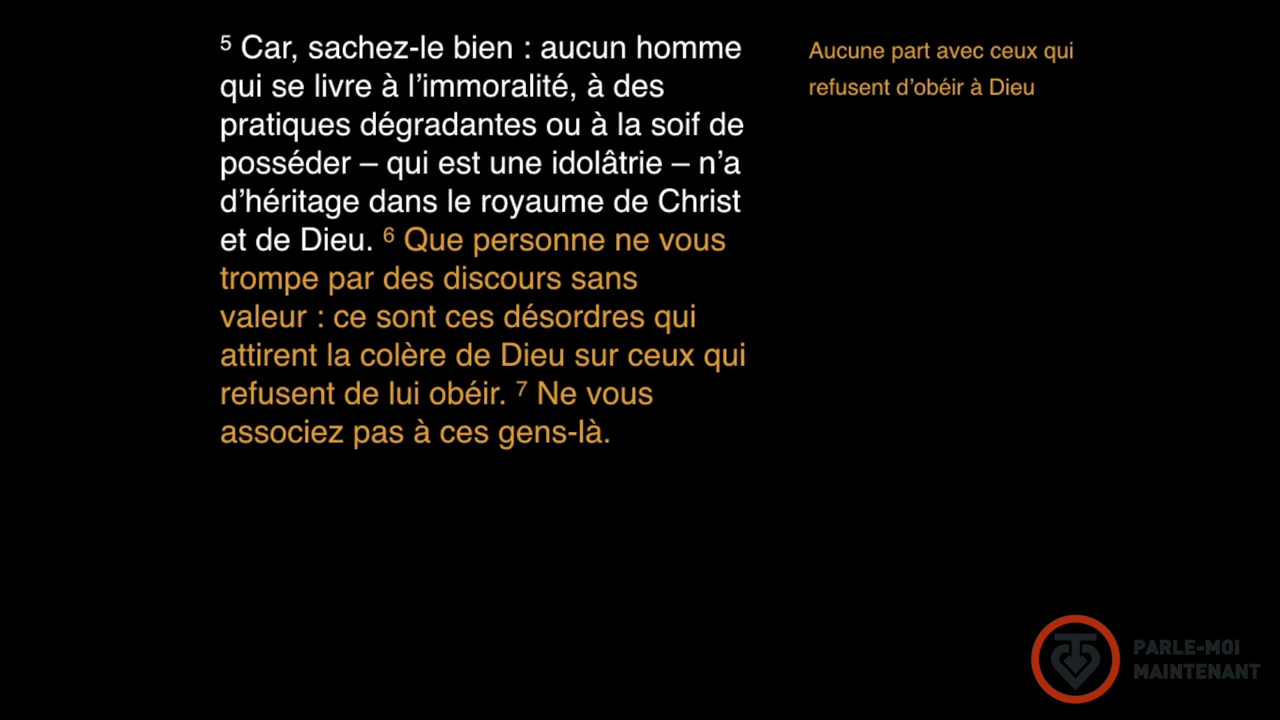 ⁵ Car, sachez-le bien : aucun homme
qui se livre à l’immoralité, à des
pratiques dégradantes ou à la soif de
posséder – qui est une idolâtrie – n’a
d’héritage dans le royaume de Christ
et de Dieu. ⁶ Que personne ne vous
trompe par des discours sans
valeur : ce sont ces désordres qui
attirent la colère de Dieu sur ceux qui
refusent de lui obéir. ⁷ Ne vous
associez pas à ces gens-là.
Aucune part avec ceux qui
refusent d’obéir à Dieu
PARLE-MOI
MAINTENANT